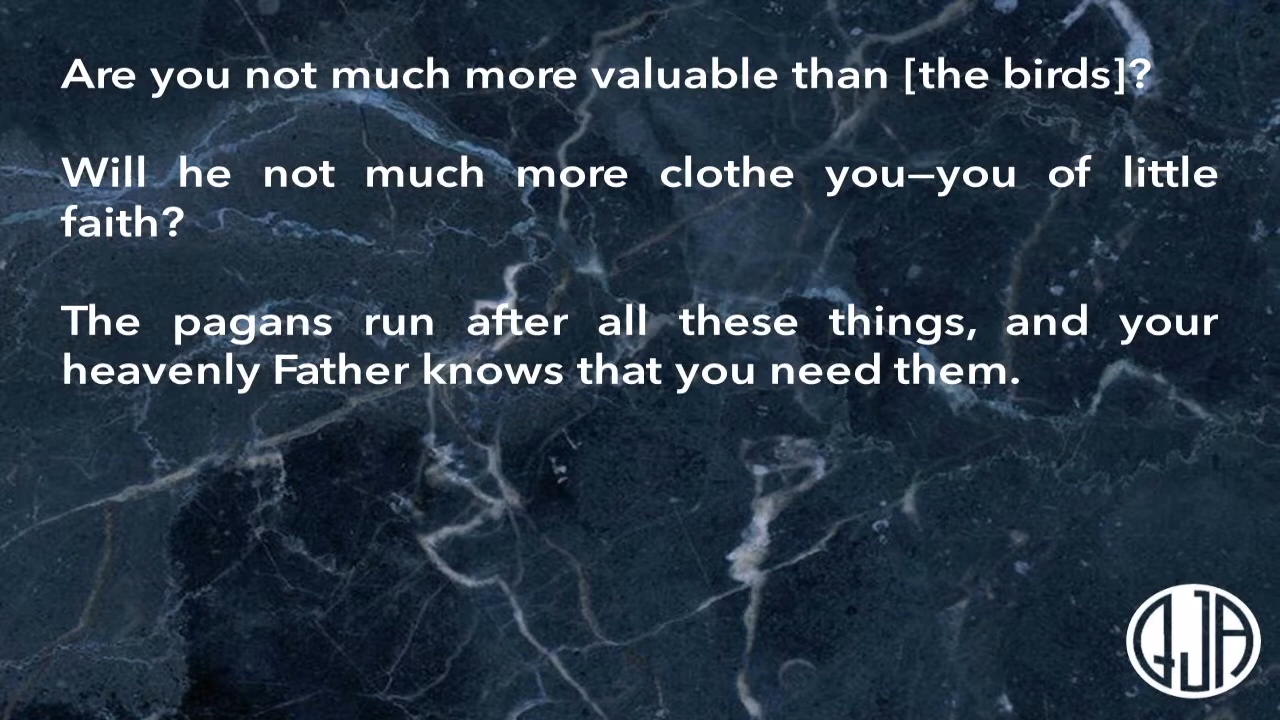 Are you not much more valuable than [the birds]?
Will he not much more clothe you—you of little
faith?
The pagans run after all these things, and your
heavenly Father knows that you need them.
QJA